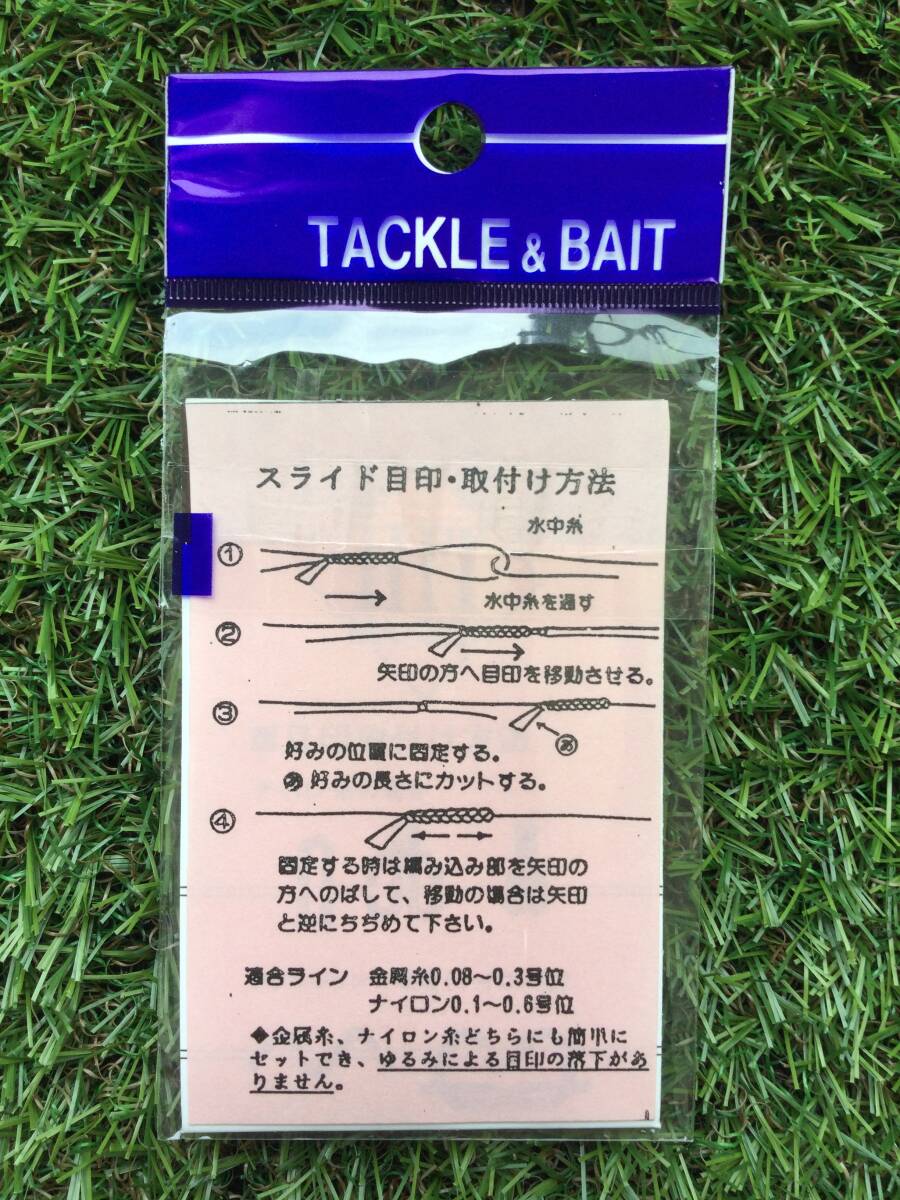 TACKLE & BAIT
スライド目印・取付け方法
水中糸
①
水中糸を通す
②
矢印の方へ目印を移動させる。
③
あ
好みの位置に固定する。
あ 好みの長さにカットする。
④
固定する時は編み込み部を矢印の
方へのばして、移動の場合は矢印
と逆にちぢめて下さい。
適合ライン 金属糸0.08〜0.3号位
ナイロン0.1〜0.6号位
◆金属糸、ナイロン糸どちらにも簡単に
セットでき、ゆるみによる目印の落下があ
りません。